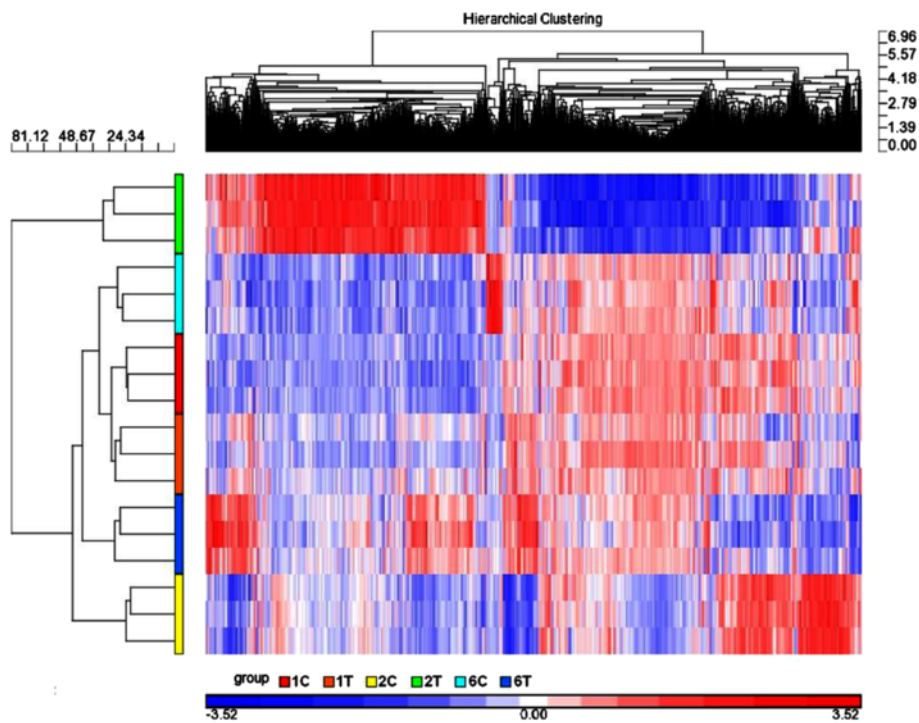 Hierarchical Clustering
6.96
5.57
4.18
2.79
1.39
0.00
81.12 48.67 24.34
group 1C 1T 2C 2T 6C 6T
-3.52 0.00 3.52